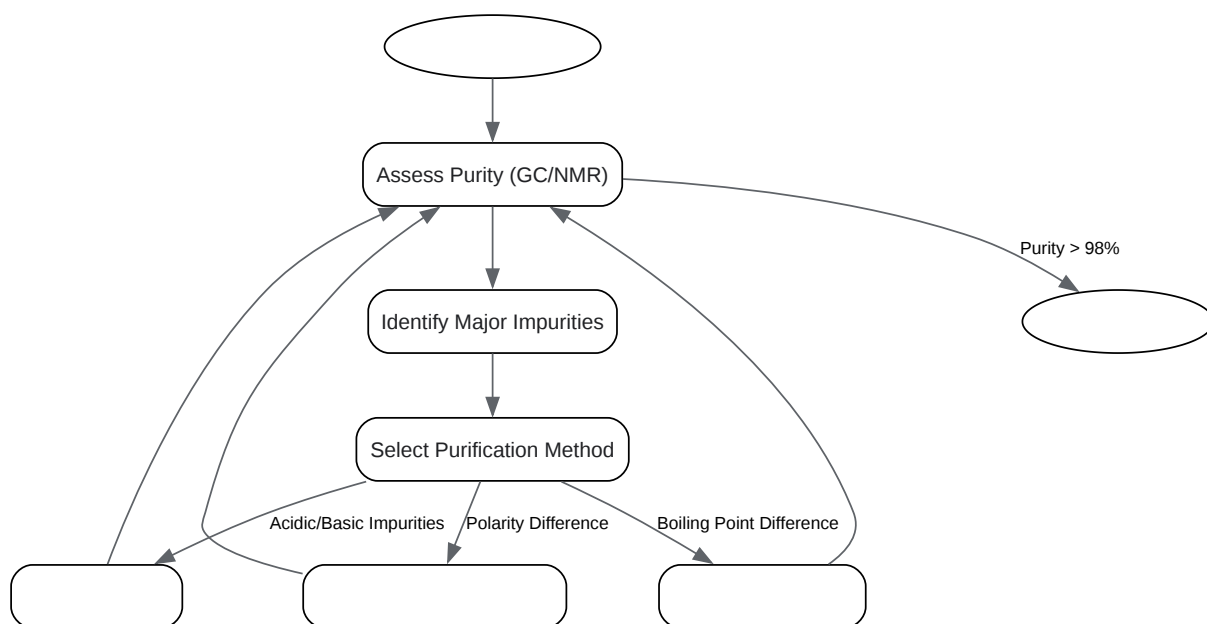 Assess Purity (GC/NMR)
Purity > 98%
Identify Major Impurities
Select Purification Method
Acidic/Basic Impurities
Polarity Difference
Boiling Point Difference